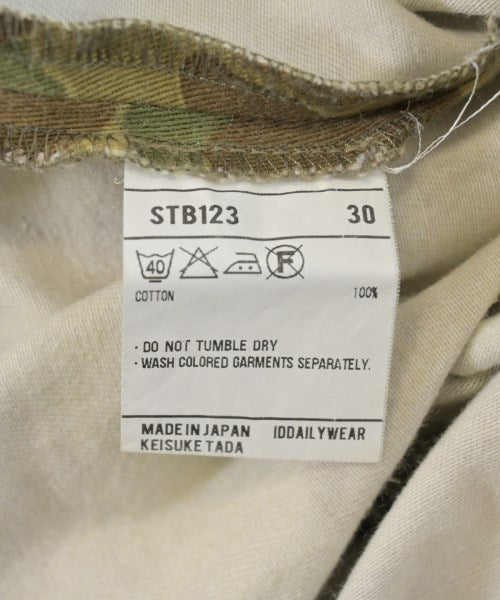 STB123 30
40 F
COTTON 100%
· DO NOT TUMBLE DRY
· WASH COLORED GARMENTS SEPARATELY.
MADE IN JAPAN IDDAILYWEAR
KEISUKE TADA